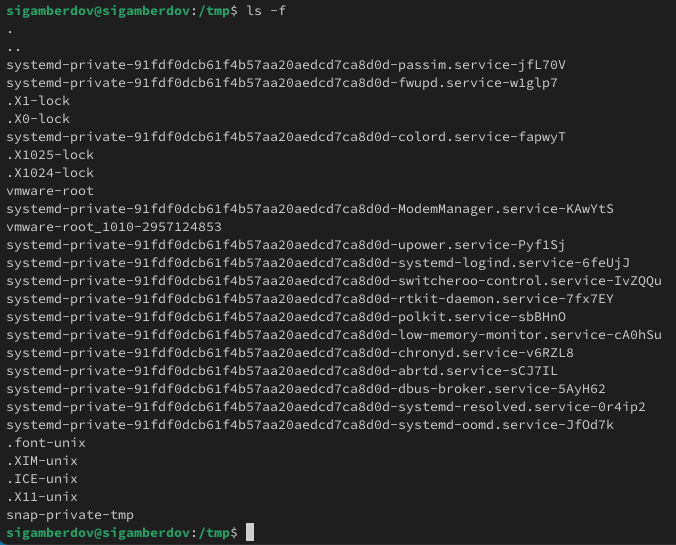 sigamberdov@sigamberdov:/tmp$ ls -f
.
..
systemd-private-91fdf0dcb61f4b57aa20aedcd7ca8d0d-passim.service-jfL70V
systemd-private-91fdf0dcb61f4b57aa20aedcd7ca8d0d-fwupd.service-w1glp7
.X1-lock
.X0-lock
systemd-private-91fdf0dcb61f4b57aa20aedcd7ca8d0d-colord.service-fapwyT
.X1025-lock
.X1024-lock
vmware-root
systemd-private-91fdf0dcb61f4b57aa20aedcd7ca8d0d-ModemManager.service-KAwYtS
vmware-root_1010-2957124853
systemd-private-91fdf0dcb61f4b57aa20aedcd7ca8d0d-upower.service-Pyf1Sj
systemd-private-91fdf0dcb61f4b57aa20aedcd7ca8d0d-systemd-logind.service-6feUjJ
systemd-private-91fdf0dcb61f4b57aa20aedcd7ca8d0d-switcheroo-control.service-IvZQQu
systemd-private-91fdf0dcb61f4b57aa20aedcd7ca8d0d-rtkit-daemon.service-7fx7EY
systemd-private-91fdf0dcb61f4b57aa20aedcd7ca8d0d-polkit.service-sbBHnO
systemd-private-91fdf0dcb61f4b57aa20aedcd7ca8d0d-low-memory-monitor.service-cA0hSu
systemd-private-91fdf0dcb61f4b57aa20aedcd7ca8d0d-chronyd.service-v6RZL8
systemd-private-91fdf0dcb61f4b57aa20aedcd7ca8d0d-abrtd.service-sCJ7IL
systemd-private-91fdf0dcb61f4b57aa20aedcd7ca8d0d-dbus-broker.service-5AyH62
systemd-private-91fdf0dcb61f4b57aa20aedcd7ca8d0d-systemd-resolved.service-0r4ip2
systemd-private-91fdf0dcb61f4b57aa20aedcd7ca8d0d-systemd-oomd.service-JfOd7k
.font-unix
.XIM-unix
.ICE-unix
.X11-unix
snap-private-tmp
sigamberdov@sigamberdov:/tmp$